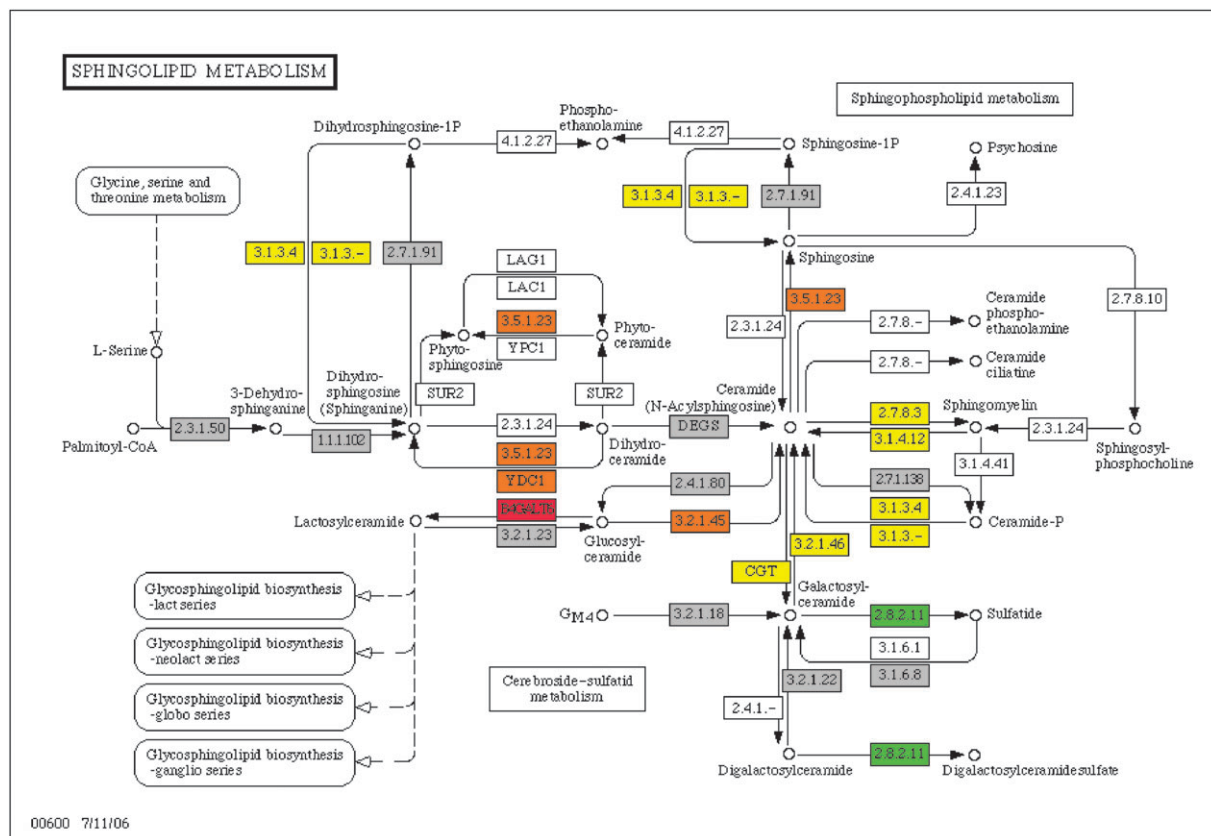 SPHINGOLIPID METABOLISM
Sphingophospholipid metabolism
Phospho-
ethanolamine
Dihydrosphingosine-1P
4.1.2.27
4.1.2.27
Sphingosine-1P
Psychosine
Glycine, serine and
threonine metabolism
3.1.3.4
3.1.3.-
2.7.1.91
2.4.1.23
3.1.3.4
3.1.3.-
2.7.1.91
Sphingosine
LAG1
LAC1
3.5.1.23
YPC1
Phyto-
sphingosine
Phyto-
ceramide
3.5.1.23
2.3.1.24
2.7.8.10
2.7.8.-
Ceramide
phospho-
ethanolamine
2.7.8.-
Ceramide
ciliatine
L-Serine
SUR2
SUR2
3-Dehydro-
sphinganine
Dihydro-
sphingosine
(Sphinganine)
Ceramide
(N-Acylsphingosine)
Palmitoyl-CoA
2.3.1.50
1.1.1.102
2.3.1.24
Dihydro-
ceramide
DEGS
2.7.8.3
3.1.4.12
Sphingomyelin
2.3.1.24
Sphingosyl-
phosphocholine
3.5.1.23
YDC1
2.4.1.80
3.1.4.41
2.7.1.138
B4GALT6
Lactosylceramide
3.2.1.23
Glucosyl-
ceramide
3.2.1.45
3.1.3.4
3.1.3.-
Ceramide-P
3.2.1.46
CGT
Galactosyl-
ceramide
Glycosphingolipid biosynthesis
-lact series
GM4
3.2.1.18
2.8.2.11
Sulfatide
Glycosphingolipid biosynthesis
-neolact series
3.1.6.1
3.1.6.8
3.2.1.22
Cerebroside-sulfatid
metabolism
Glycosphingolipid biosynthesis
-globo series
2.4.1.-
Glycosphingolipid biosynthesis
-ganglio series
2.8.2.11
Digalactosylceramide
Digalactosylceramidesulfate
00600 7/11/06